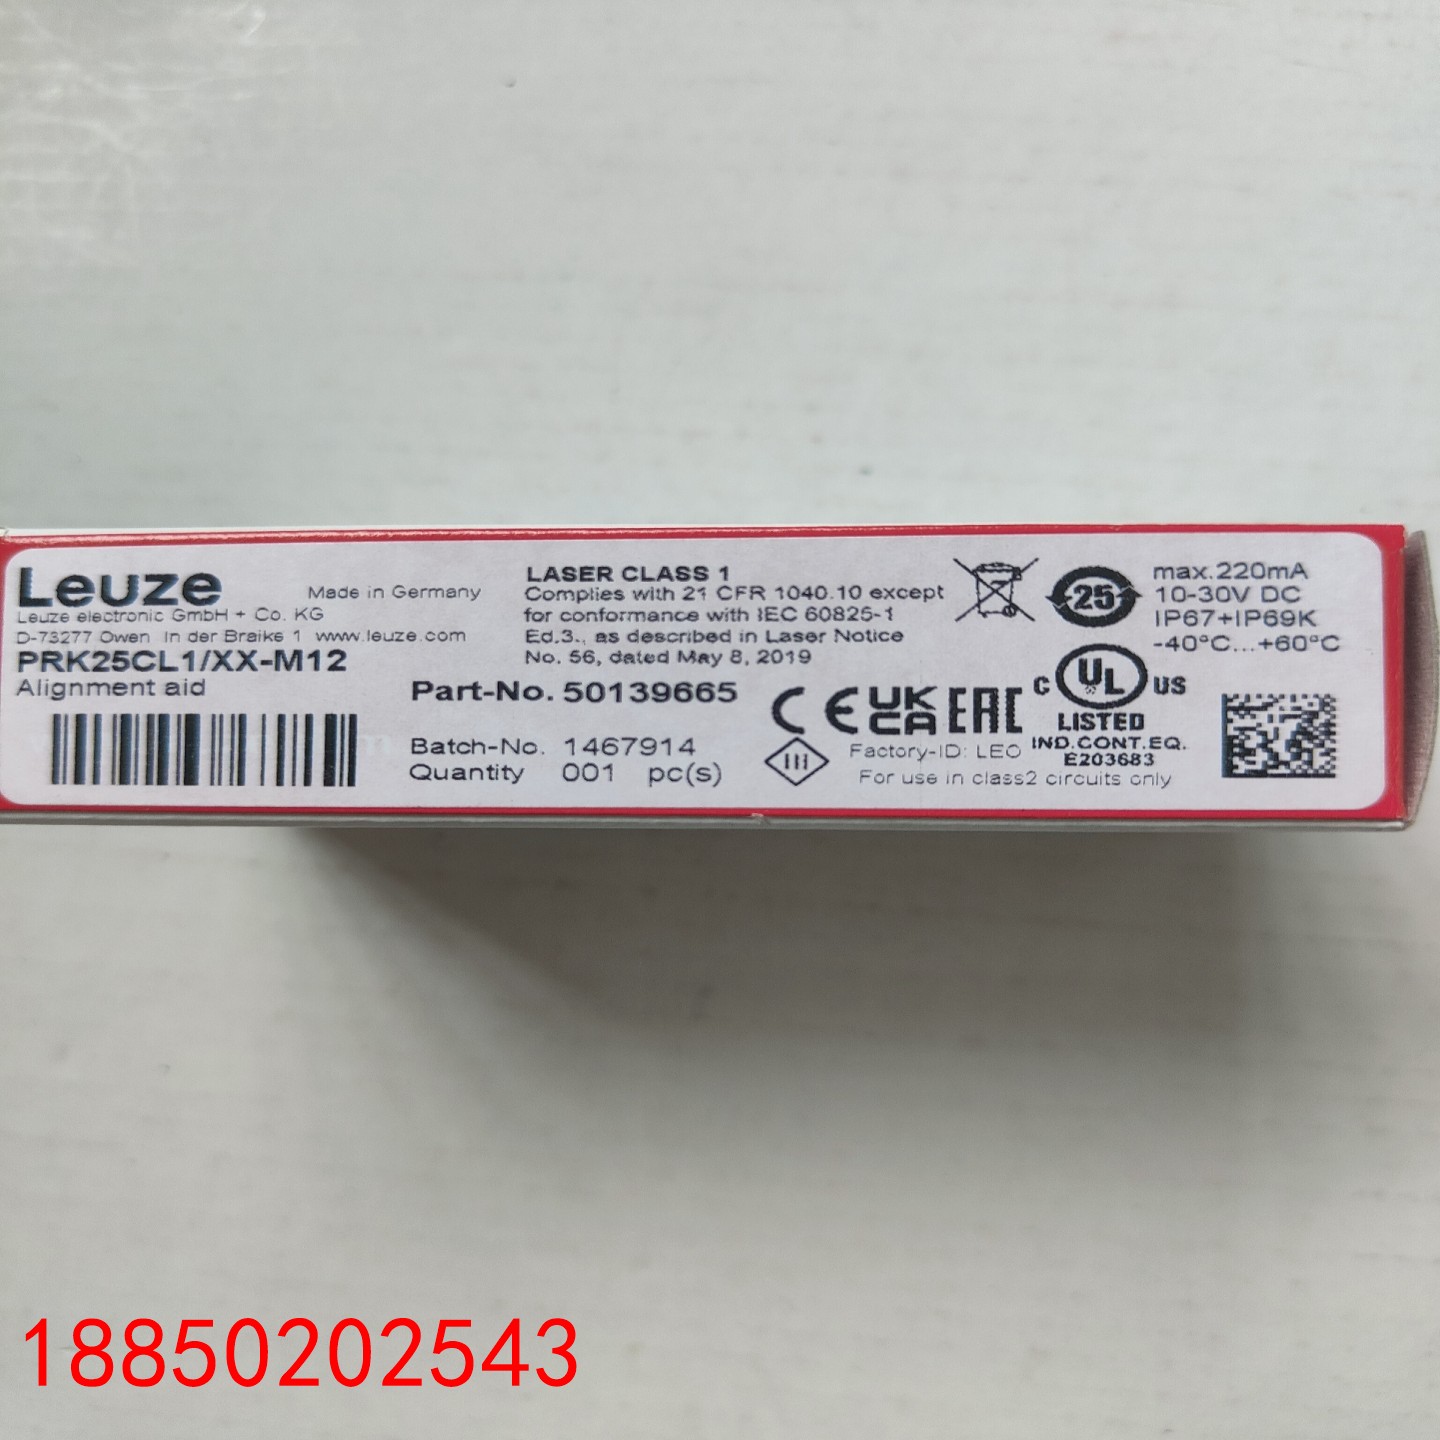 Leuze
Made in Germany
Leuze electronic GmbH + Co. KG
D-73277 Owen In der Braike 1 www.leuze.com
PRK25CL1/XX-M12
Alignment aid
LASER CLASS 1
Complies with 21 CFR 1040.10 except
for conformance with IEC 60825-1
Ed.3., as described in Laser Notice
No. 56, dated May 8, 2019
Part-No. 50139665
Batch-No. 1467914
Quantity 001 pc(s)
25
max.220mA
10-30V DC
IP67+IP69K
-40°C...+60°C
CE UK CA EAC
Factory-ID: LEO
For use in class2 circuits only
C UL US
LISTED
IND.CONT.EQ.
E203683
18850202543